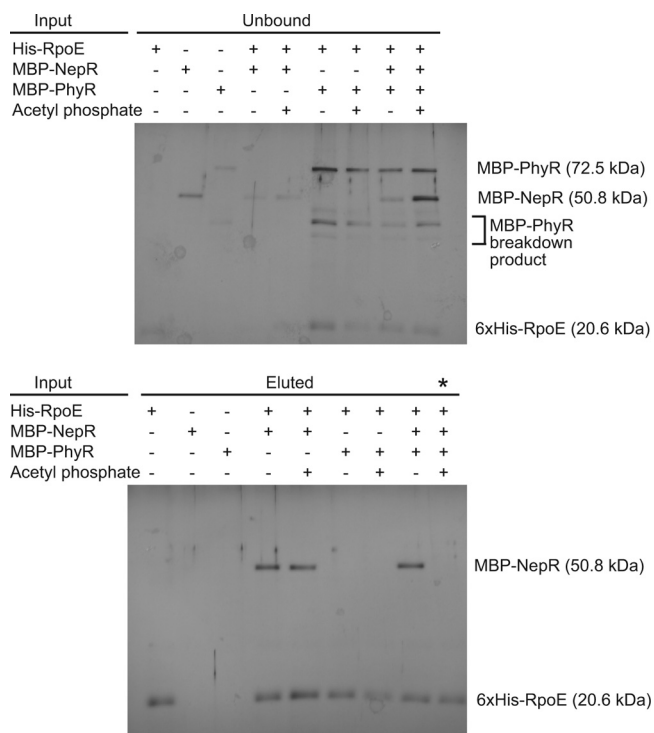 Input Unbound
His-RpoE + - - + + + + + +
MBP-NepR - + - + + - - + +
MBP-PhyR - - + - - + + + +
Acetyl phosphate - - - - + - + - +
MBP-PhyR (72.5 kDa)
MBP-NepR (50.8 kDa)
MBP-PhyR
breakdown
product
6xHis-RpoE (20.6 kDa)
Input Eluted *
His-RpoE + - - + + + + + +
MBP-NepR - + - + + - - + +
MBP-PhyR - - + - - + + + +
Acetyl phosphate - - - - + - + - +
MBP-NepR (50.8 kDa)
6xHis-RpoE (20.6 kDa)